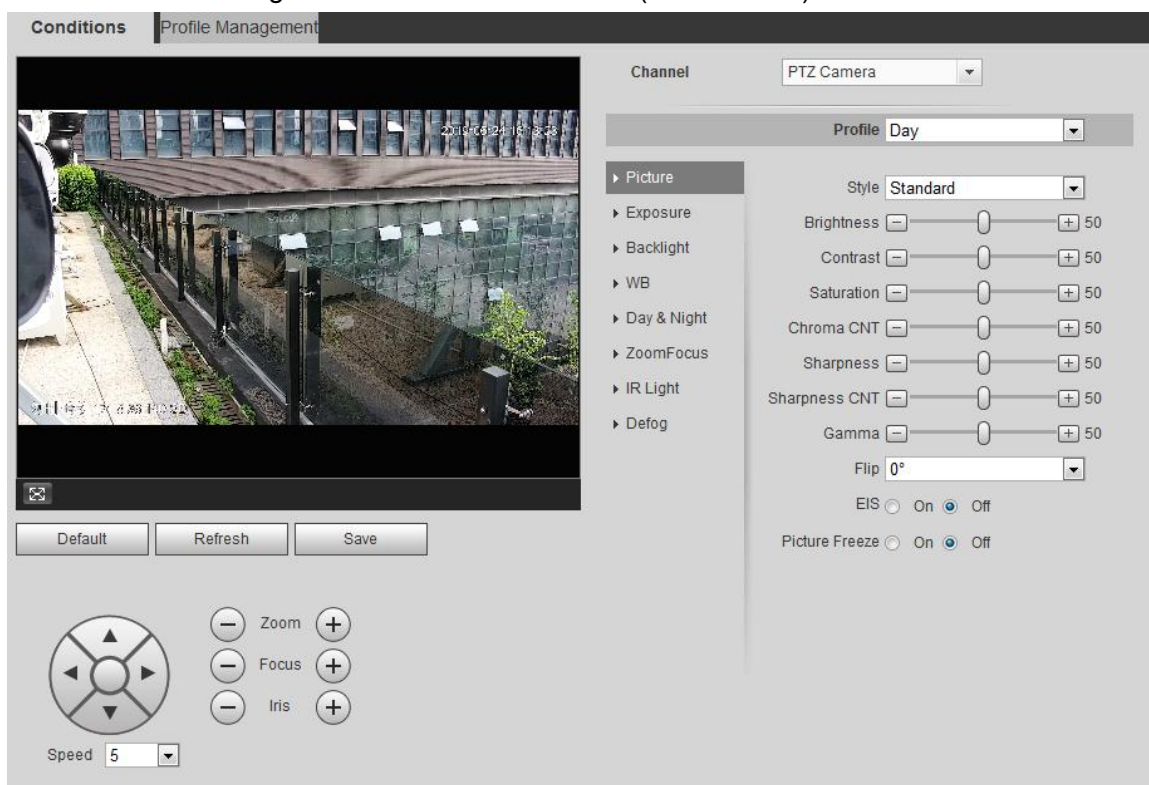 Conditions Profile Management
Channel PTZ Camera
Profile Day
Picture
Exposure
Backlight
WB
Day & Night
ZoomFocus
IR Light
Defog
Style Standard
Brightness 50
Contrast 50
Saturation 50
Chroma CNT 50
Sharpness 50
Sharpness CNT 50
Gamma 50
Flip 0°
EIS On Off
Picture Freeze On Off
Default Refresh Save
Zoom
Focus
Iris
Speed 5